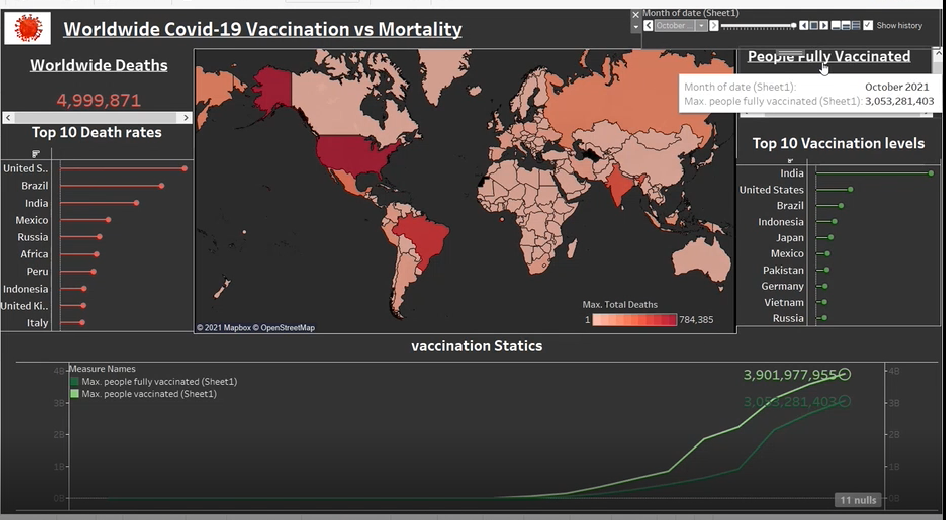 Month of date (Sheet1)
October ...
Show history
Worldwide Covid-19 Vaccination vs Mortality
Worldwide Deaths
4,999,871
Top 10 Death rates
United S..
Brazil
India
Mexico
Russia
Africa
Peru
Indonesia
United Ki..
Italy
Max. Total Deaths
1
784,385
© 2021 Mapbox © OpenStreetMap
People Fully Vaccinated
Month of date (Sheet1):
October 2021
Max. people fully vaccinated (Sheet1): 3,053,281,403
Top 10 Vaccination levels
India
United States
Brazil
Indonesia
Japan
Mexico
Pakistan
Germany
Vietnam
Russia
vaccination Statics
Measure Names
Max. people fully vaccinated (Sheet1)
Max. people vaccinated (Sheet1)
4B
3B
2B
1B
0B
3,901,977,955
3,053,281,403
4B
3B
2B
1B
0B
11 nulls